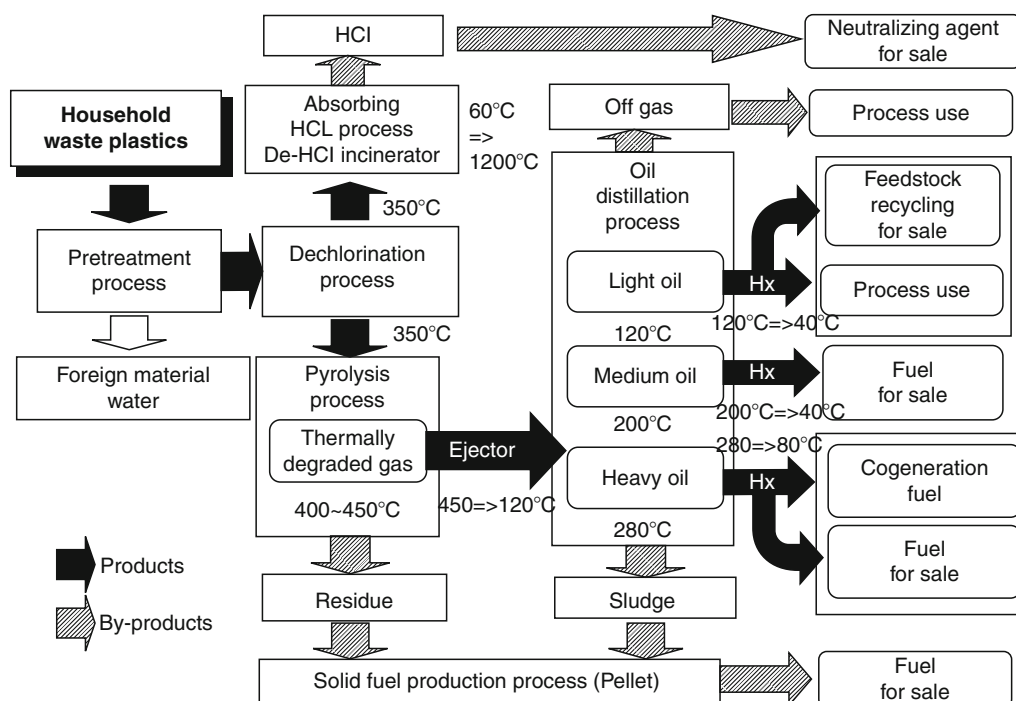 HCl
Neutralizing agent
for sale
Household
waste plastics
Absorbing
HCL process
De-HCl incinerator
60°C
=>
1200°C
Off gas
Process use
350°C
Oil
distillation
process
Feedstock
recycling
for sale
Pretreatment
process
Dechlorination
process
Light oil
Hx
Process use
120°C=>40°C
350°C
120°C
Foreign material
water
Pyrolysis
process
Medium oil
Hx
Fuel
for sale
200°C=>40°C
200°C
Thermally
degraded gas
Ejector
280=>80°C
Heavy oil
Hx
Cogeneration
fuel
400~450°C
450=>120°C
280°C
Fuel
for sale
Products
By-products
Residue
Sludge
Solid fuel production process (Pellet)
Fuel
for sale